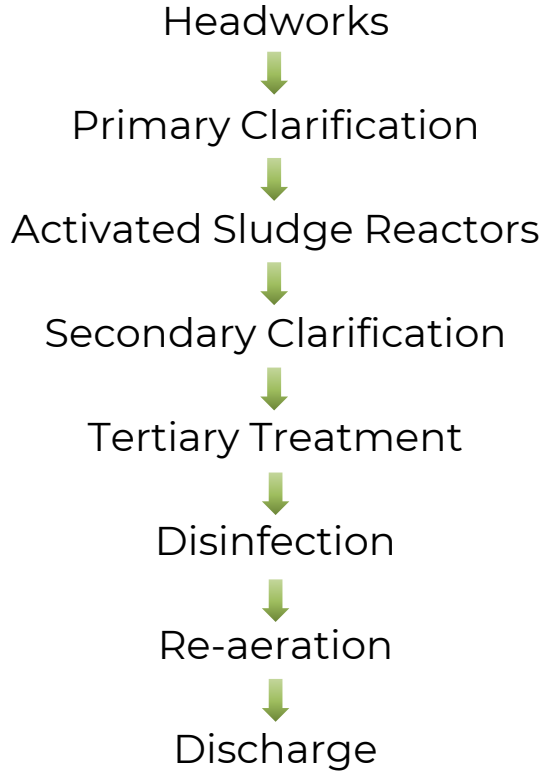 Headworks
Primary Clarification
Activated Sludge Reactors
Secondary Clarification
Tertiary Treatment
Disinfection
Re-aeration
Discharge